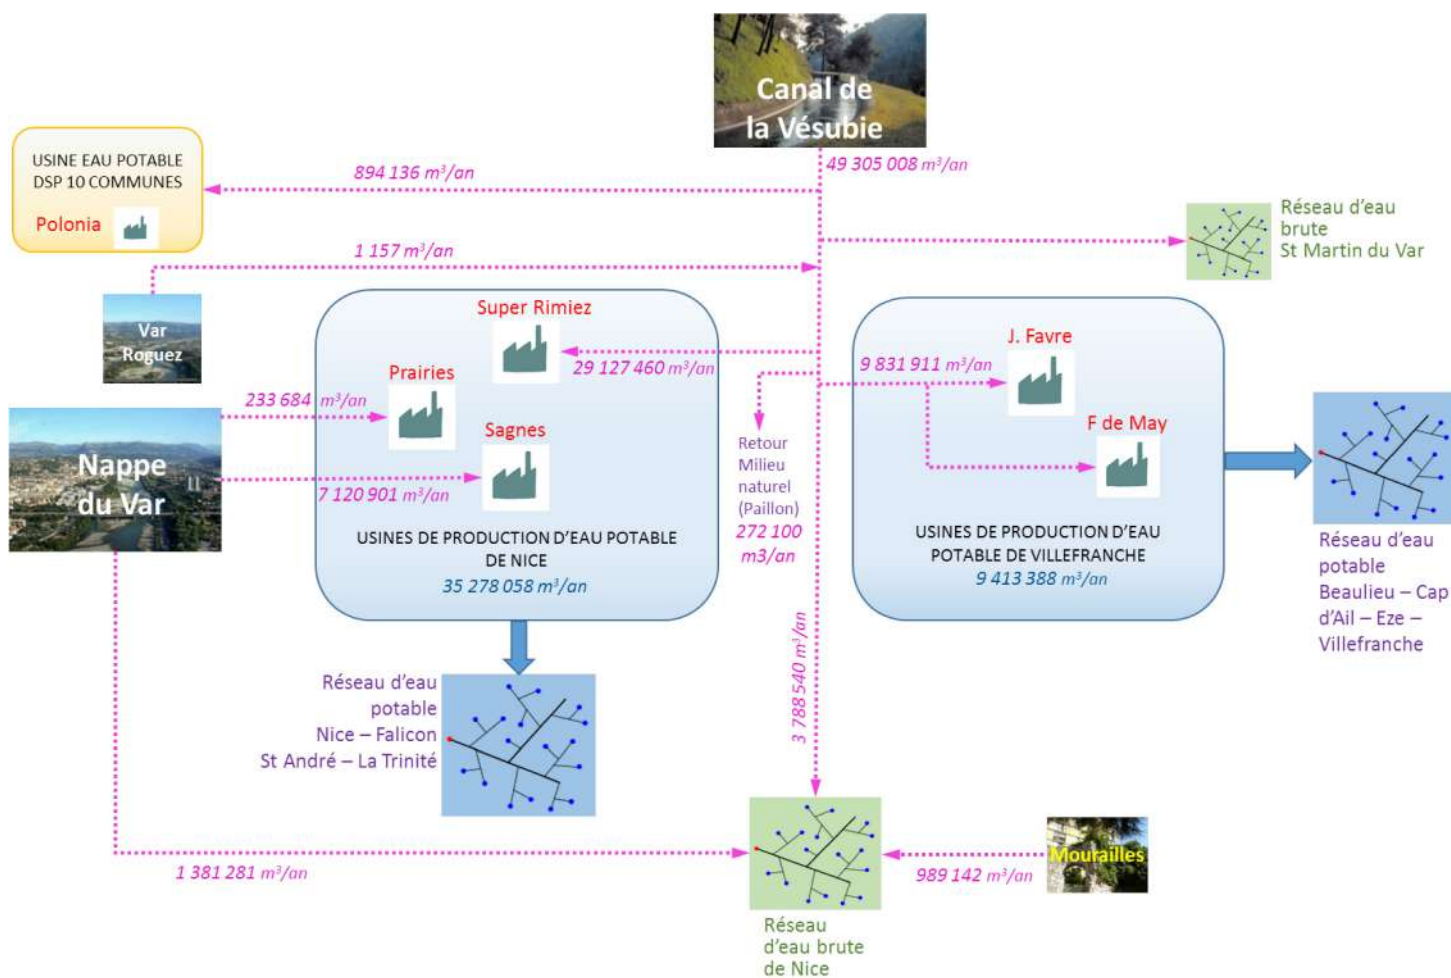 Canal de
la Vésubie
49 305 008 m³/an
USINE EAU POTABLE
DSP 10 COMMUNES
Polonia
894 136 m³/an
Réseau d'eau
brute
St Martin du Var
1 157 m³/an
Var
Roguez
Super Rimiez
29 127 460 m³/an
Prairies
233 684 m³/an
Sagnes
7 120 901 m³/an
Nappe
du Var
USINES DE PRODUCTION D'EAU POTABLE
DE NICE
35 278 058 m³/an
Retour
Milieu
naturel
(Paillon)
272 100
m3/an
J. Favre
9 831 911 m³/an
F de May
USINES DE PRODUCTION D'EAU
POTABLE DE VILLEFRANCHE
9 413 388 m³/an
Réseau d'eau
potable
Beaulieu – Cap
d'Ail – Eze –
Villefranche
3 788 540 m³/an
Réseau d'eau
potable
Nice – Falicon
St André – La Trinité
1 381 281 m³/an
Mourailles
989 142 m³/an
Réseau
d'eau brute
de Nice